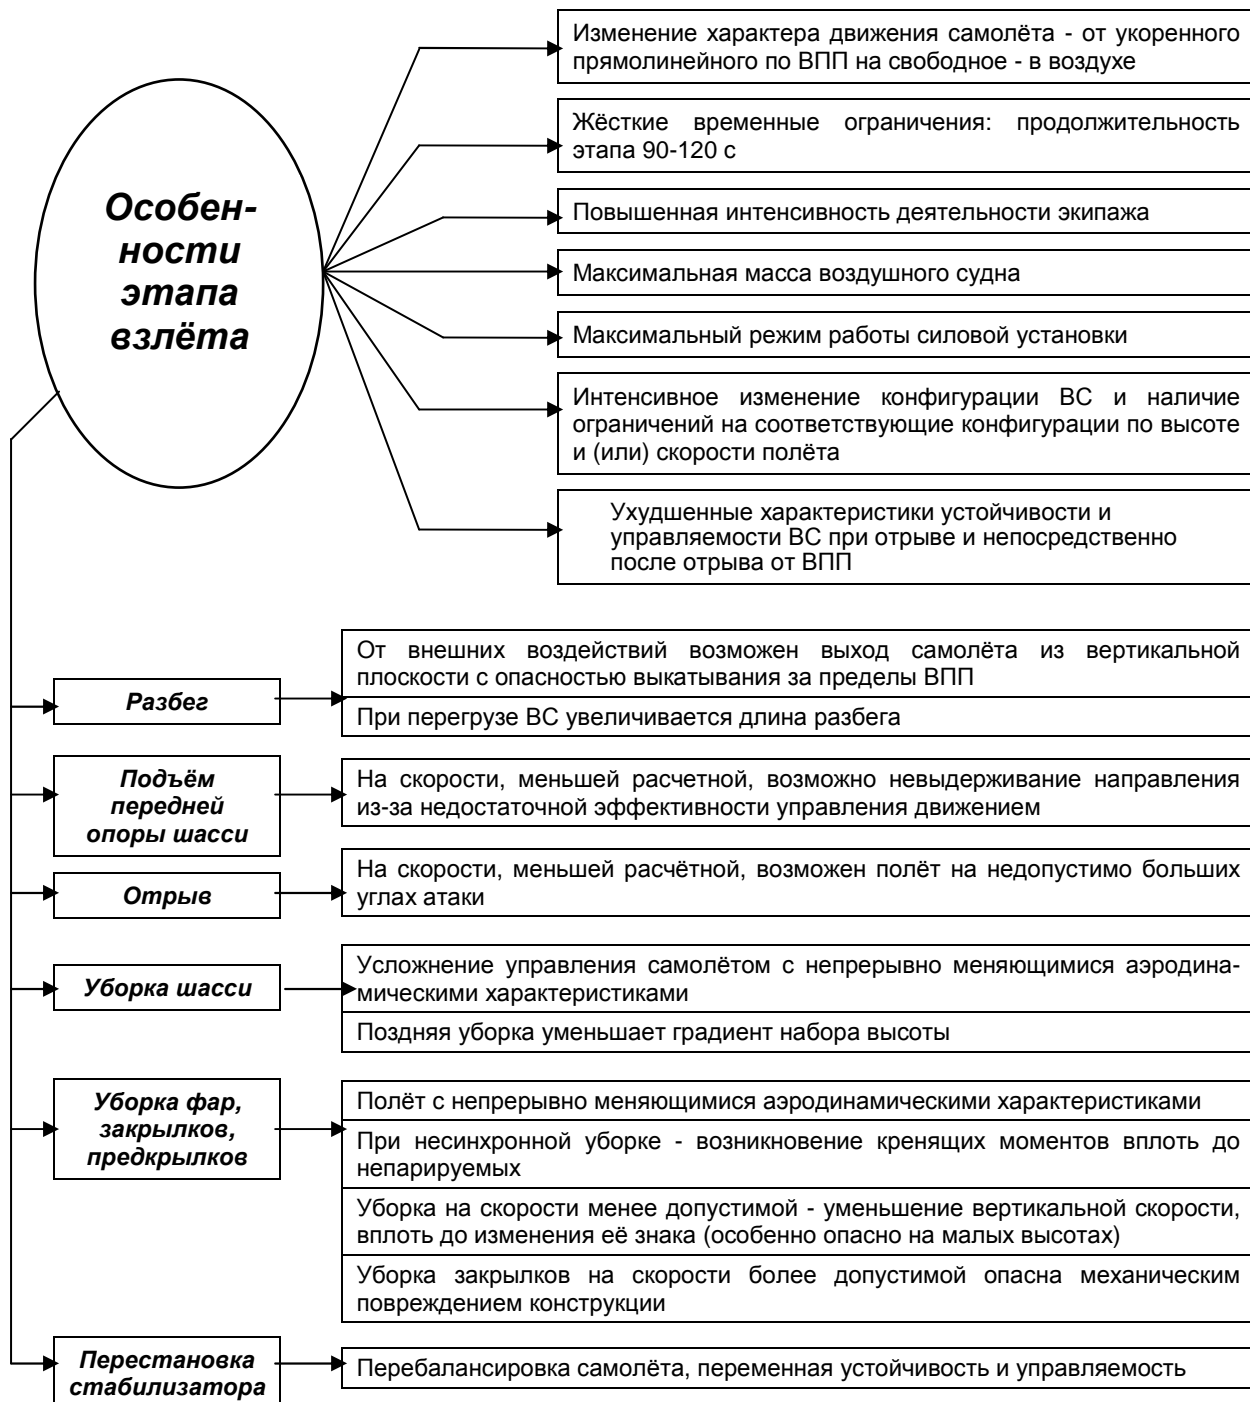 Изменение характера движения самолёта - от укоренного
прямолинейного по ВПП на свободное - в воздухе
Жёсткие временные ограничения: продолжительность
этапа 90-120 с
Особен-
ности
этапа
взлёта
Повышенная интенсивность деятельности экипажа
Максимальная масса воздушного судна
Максимальный режим работы силовой установки
Интенсивное изменение конфигурации ВС и наличие
ограничений на соответствующие конфигурации по высоте
и (или) скорости полёта
Ухудшенные характеристики устойчивости и
управляемости ВС при отрыве и непосредственно
после отрыва от ВПП
Разбег
От внешних воздействий возможен выход самолёта из вертикальной
плоскости с опасностью выкатывания за пределы ВПП
При перегрузе ВС увеличивается длина разбега
Подъём
передней
опоры шасси
На скорости, меньшей расчетной, возможно невыдерживание направления
из-за недостаточной эффективности управления движением
Отрыв
На скорости, меньшей расчётной, возможен полёт на недопустимо больших
углах атаки
Уборка шасси
Усложнение управления самолётом с непрерывно меняющимися аэродина-
мическими характеристиками
Поздняя уборка уменьшает градиент набора высоты
Уборка фар,
закрылков,
предкрылков
Полёт с непрерывно меняющимися аэродинамическими характеристиками
При несинхронной уборке - возникновение кренящих моментов вплоть до
непарируемых
Уборка на скорости менее допустимой - уменьшение вертикальной скорости,
вплоть до изменения её знака (особенно опасно на малых высотах)
Уборка закрылков на скорости более допустимой опасна механическим
повреждением конструкции
Перестановка
стабилизатора
Перебалансировка самолёта, переменная устойчивость и управляемость